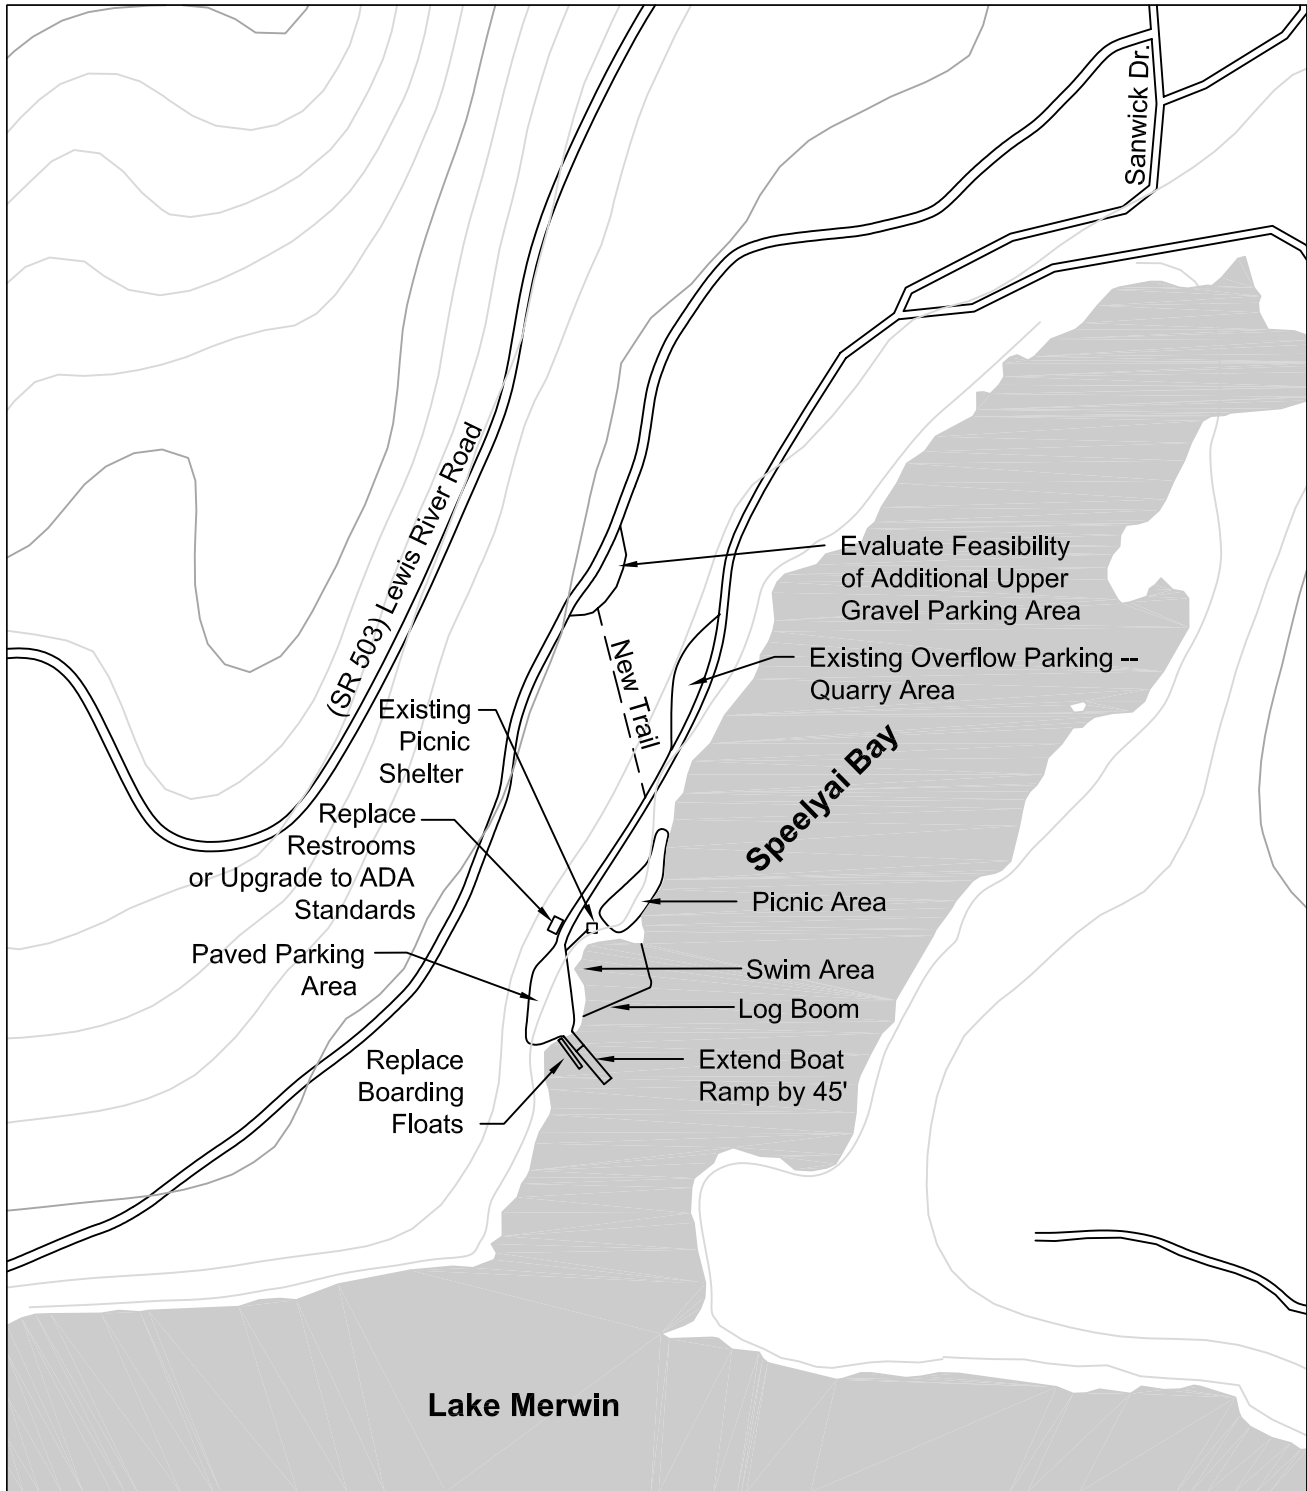 Sanwick Dr.
(SR 503) Lewis River Road
Evaluate Feasibility
of Additional Upper
Gravel Parking Area
New Trail
Existing Overflow Parking --
Quarry Area
Existing
Picnic
Shelter
Speelyai Bay
Replace
Restrooms
or Upgrade to ADA
Standards
Picnic Area
Paved Parking
Area
Swim Area
Log Boom
Replace
Boarding
Floats
Extend Boat
Ramp by 45'
Lake Merwin